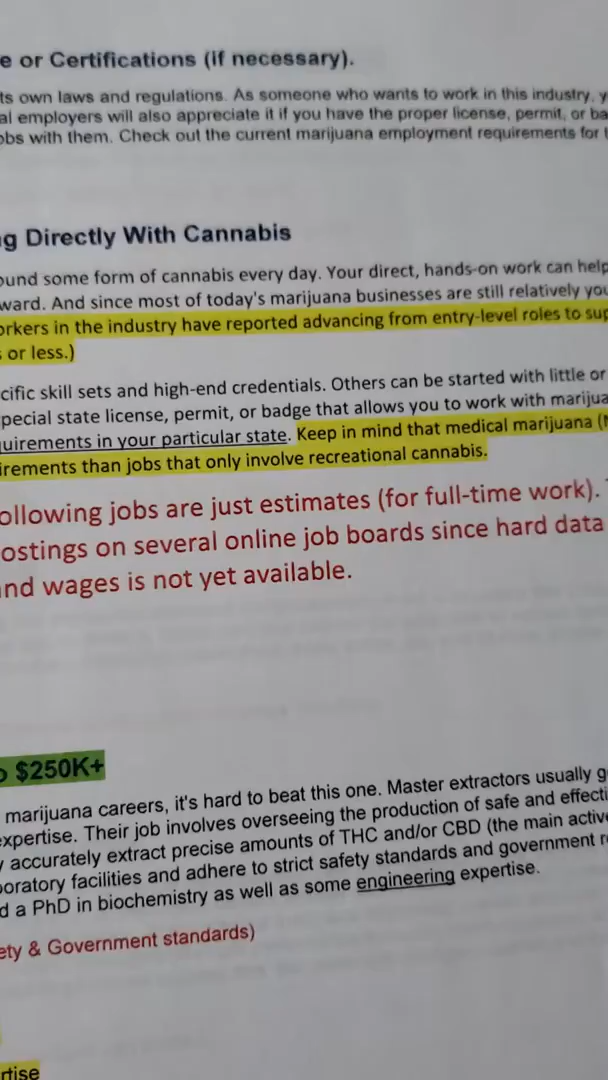 e or Certifications (if necessary).
ts own laws and regulations. As someone who wants to work in this industry, y
al employers will also appreciate it if you have the proper license, permit, or ba
obs with them. Check out the current marijuana employment requirements for t
g Directly With Cannabis
ound some form of cannabis every day. Your direct, hands-on work can help
ward. And since most of today's marijuana businesses are still relatively you
orkers in the industry have reported advancing from entry-level roles to sup
s or less.)
cific skill sets and high-end credentials. Others can be started with little or
pecial state license, permit, or badge that allows you to work with marijua
quirements in your particular state. Keep in mind that medical marijuana (
irements than jobs that only involve recreational cannabis.
ollowing jobs are just estimates (for full-time work).
ostings on several online job boards since hard data
and wages is not yet available.
o $250K+
marijuana careers, it's hard to beat this one. Master extractors usually g
expertise. Their job involves overseeing the production of safe and effecti
y accurately extract precise amounts of THC and/or CBD (the main active
boratory facilities and adhere to strict safety standards and government r
d a PhD in biochemistry as well as some engineering expertise.
ety & Government standards)
rtise